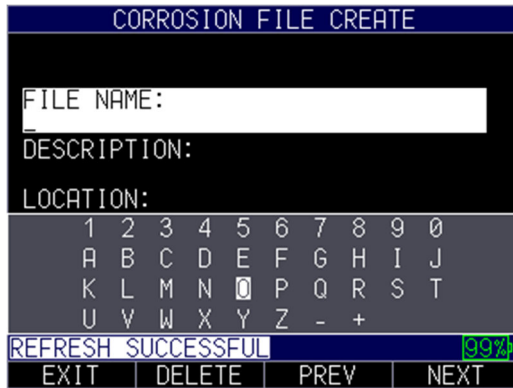 CORROSION FILE CREATE
FILE NAME:
_
DESCRIPTION:
LOCATION:
1 2 3 4 5 6 7 8 9 0
A B C D E F G H I J
K L M N O P Q R S T
U V W X Y Z - +
REFRESH SUCCESSFUL 99%
EXIT DELETE PREV NEXT